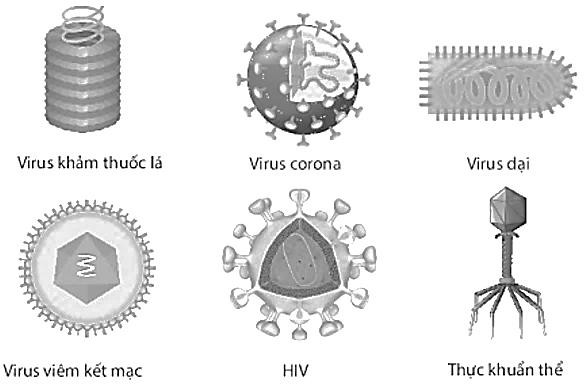 Virus khảm thuốc lá
Virus corona
Virus dại
Virus viêm kết mạc
HIV
Thực khuẩn thể